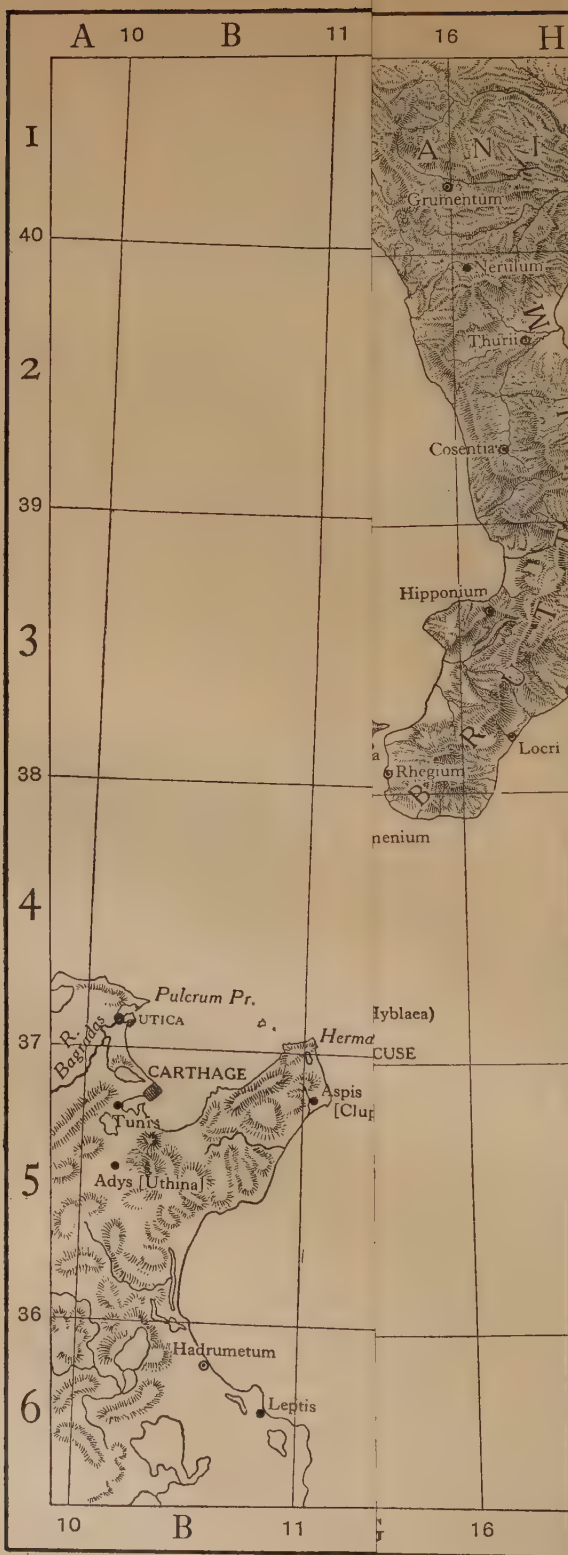 A 10 B 11 16 H
1
A N I
Grumentum
40
Nerulum
M
Thurii
2
Cosentia
39
Hipponium
3
T
T
U
R
B
Locri
a
Rhegium
38
menium
4
Pulcrum Pr.
UTICA
R. Bagradas
Hyblaea)
37
Herma
CUSE
CARTHAGE
Aspis
[Clup
Tunis
5
Adys [Uthina]
36
Hadrumetum
6
Leptis
10 B 11 G 16